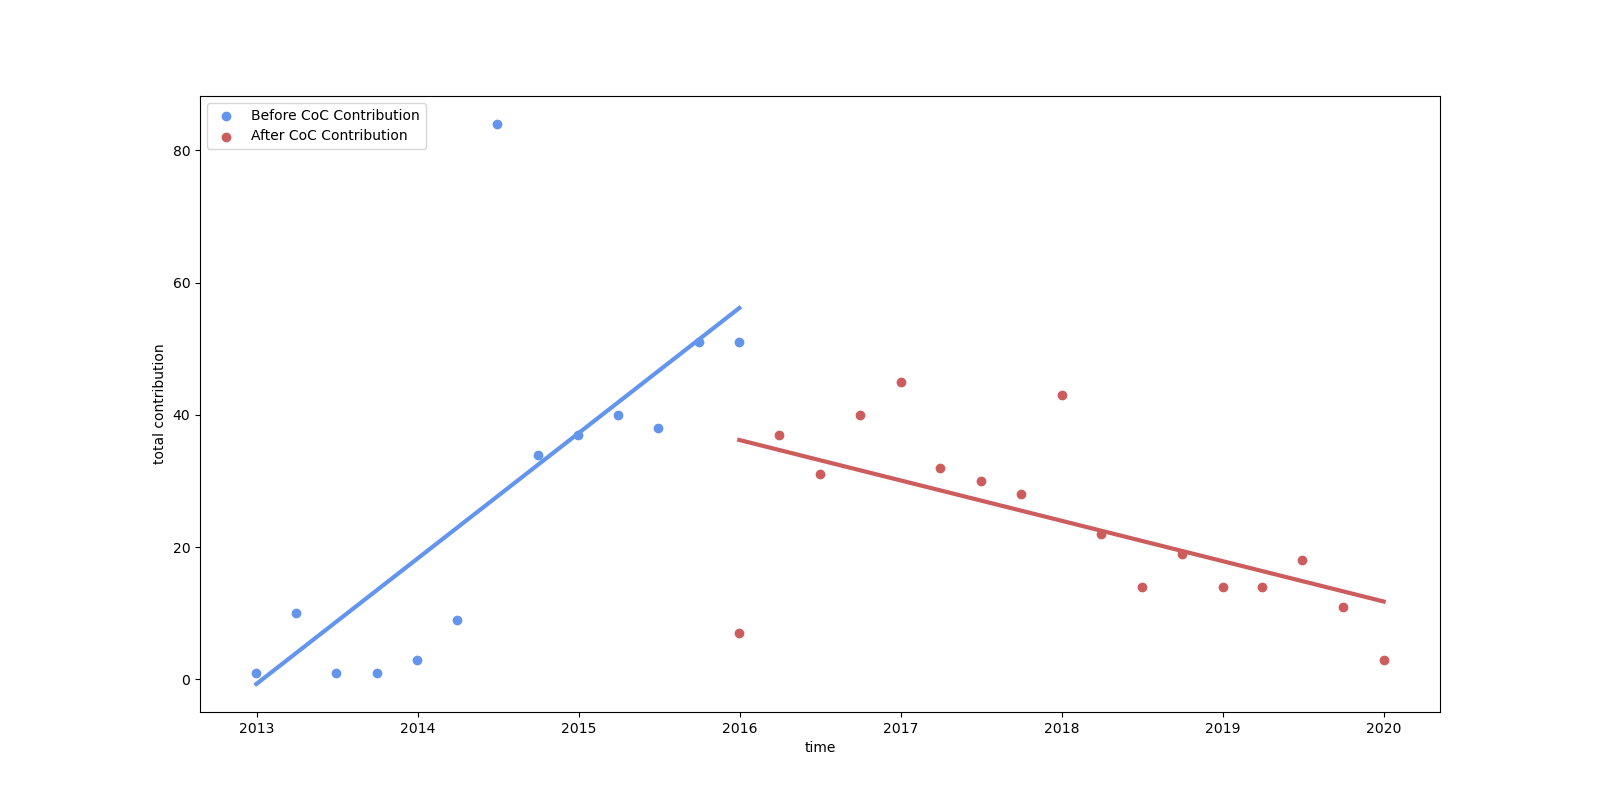 Before CoC Contribution
After CoC Contribution
80
60
40
20
0
total contribution
2013 2014 2015 2016 2017 2018 2019 2020
time